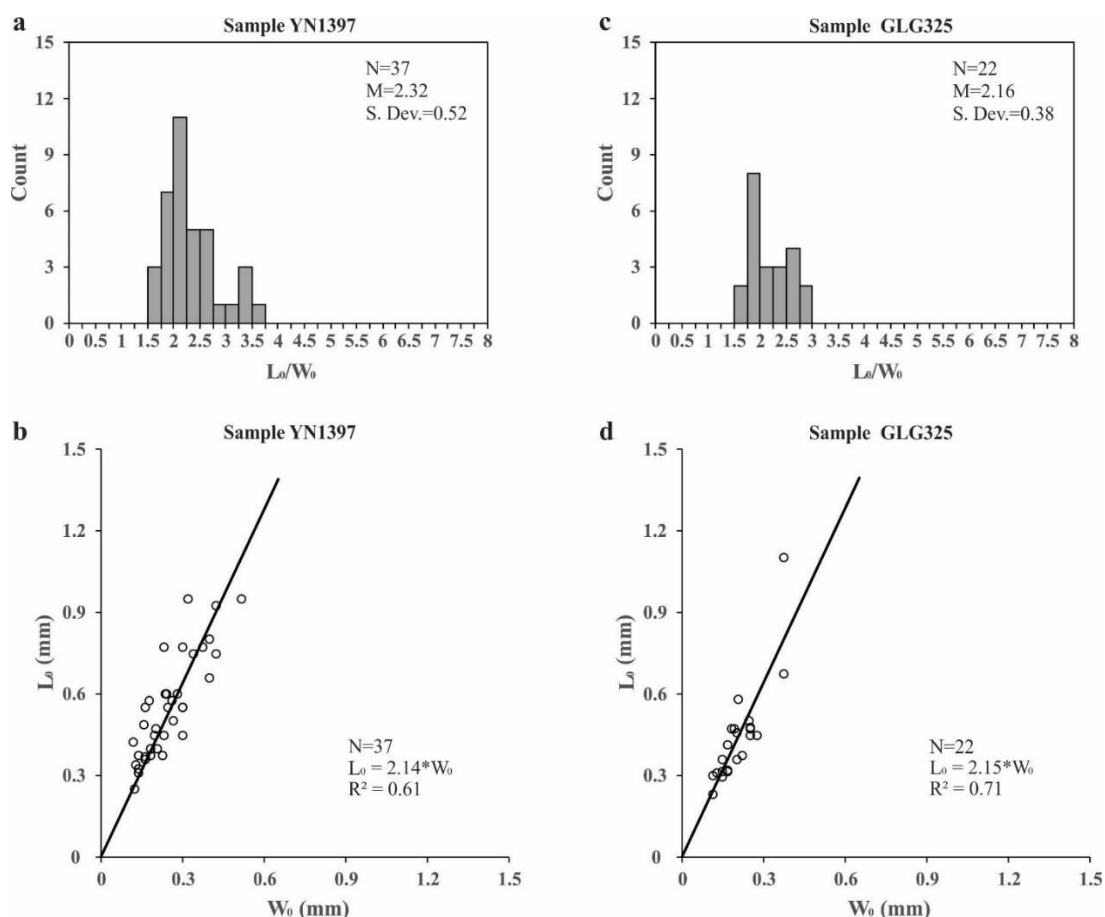 a
Sample YN1397
15
12
9
6
3
0
Count
N=37
M=2.32
S. Dev.=0.52
0 0.5 1 1.5 2 2.5 3 3.5 4 4.5 5 5.5 6 6.5 7 7.5 8
L₀/W₀
c
Sample GLG325
15
12
9
6
3
0
Count
N=22
M=2.16
S. Dev.=0.38
0 0.5 1 1.5 2 2.5 3 3.5 4 4.5 5 5.5 6 6.5 7 7.5 8
L₀/W₀
b
Sample YN1397
1.5
1.2
0.9
0.6
0.3
0
L₀ (mm)
N=37
L₀ = 2.14*W₀
R² = 0.61
0 0.3 0.6 0.9 1.2 1.5
W₀ (mm)
d
Sample GLG325
1.5
1.2
0.9
0.6
0.3
0
L₀ (mm)
N=22
L₀ = 2.15*W₀
R² = 0.71
0 0.3 0.6 0.9 1.2 1.5
W₀ (mm)